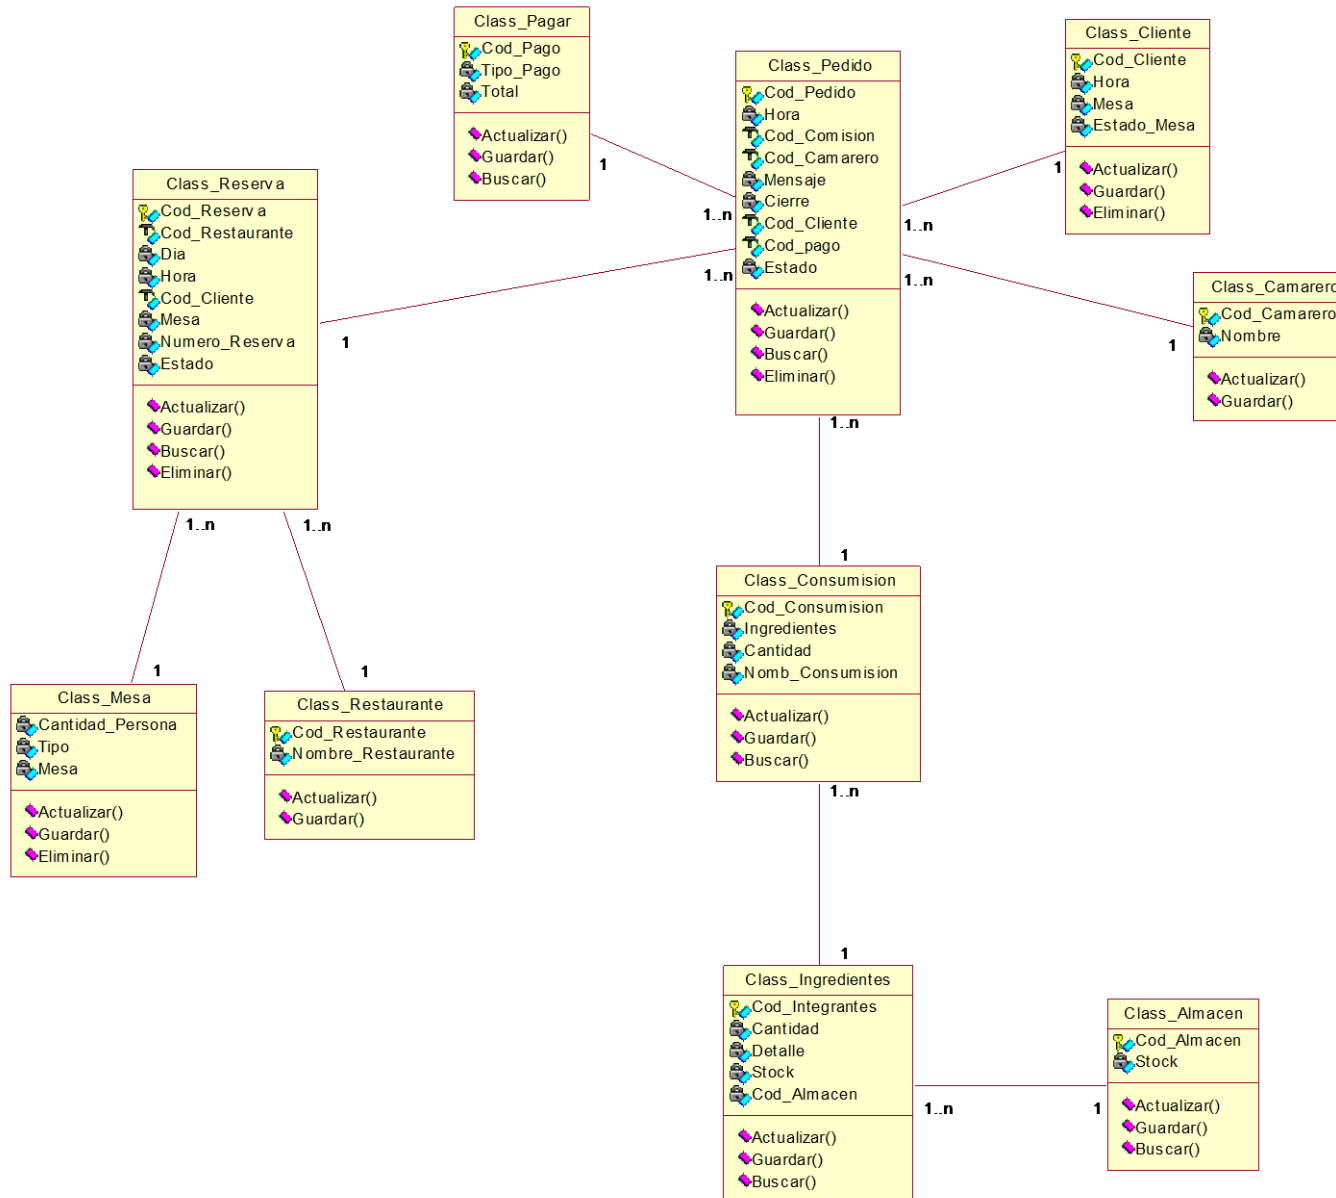 Class_Pagar
Cod_Pago
Tipo_Pago
Total
Actualizar()
Guardar()
Buscar()
1
1..n
Class_Pedido
Cod_Pedido
Hora
Cod_Comision
Cod_Camarero
Mensaje
Cierre
Cod_Cliente
Cod_pago
Estado
Actualizar()
Guardar()
Buscar()
Eliminar()
Class_Cliente
Cod_Cliente
Hora
Mesa
Estado_Mesa
Actualizar()
Guardar()
Eliminar()
1
1..n
Class_Reserva
Cod_Reserva
Cod_Restaurante
Dia
Hora
Cod_Cliente
Mesa
Numero_Reserva
Estado
Actualizar()
Guardar()
Buscar()
Eliminar()
1
1..n
Class_Camarero
Cod_Camarero
Nombre
Actualizar()
Guardar()
1..n
1
1..n
1..n
1..n
1
1
1
Class_Mesa
Cantidad_Persona
Tipo
Mesa
Actualizar()
Guardar()
Eliminar()
Class_Restaurante
Cod_Restaurante
Nombre_Restaurante
Actualizar()
Guardar()
Class_Consumision
Cod_Consumision
Ingredientes
Cantidad
Nomb_Consumision
Actualizar()
Guardar()
Buscar()
1..n
1
Class_Ingredientes
Cod_Integrantes
Cantidad
Detalle
Stock
Cod_Almacen
Actualizar()
Guardar()
Buscar()
1..n
1
Class_Almacen
Cod_Almacen
Stock
Actualizar()
Guardar()
Buscar()